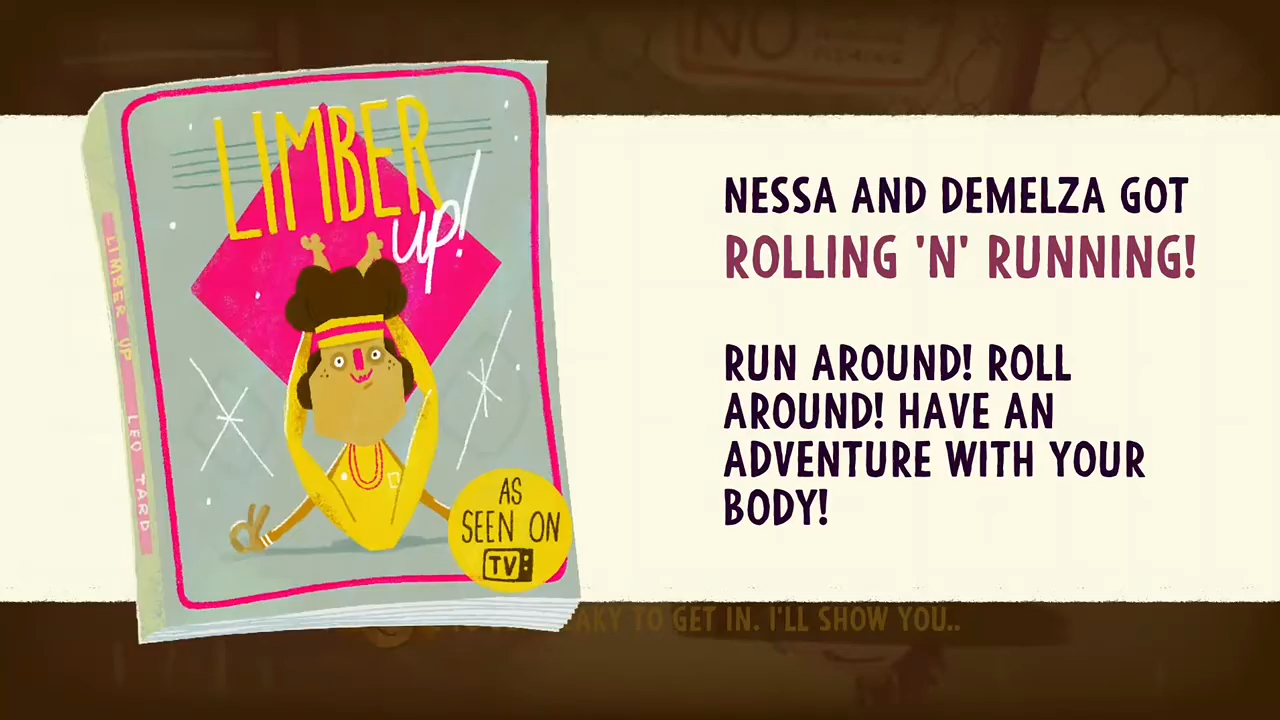 NO
LIMBER
up!
LIMBER UP LEO TARD
AS
SEEN ON
TV
NESSA AND DEMELZA GOT
ROLLING 'N' RUNNING!
RUN AROUND! ROLL
AROUND! HAVE AN
ADVENTURE WITH YOUR
BODY!
TO GET IN. I'LL SHOW YOU..